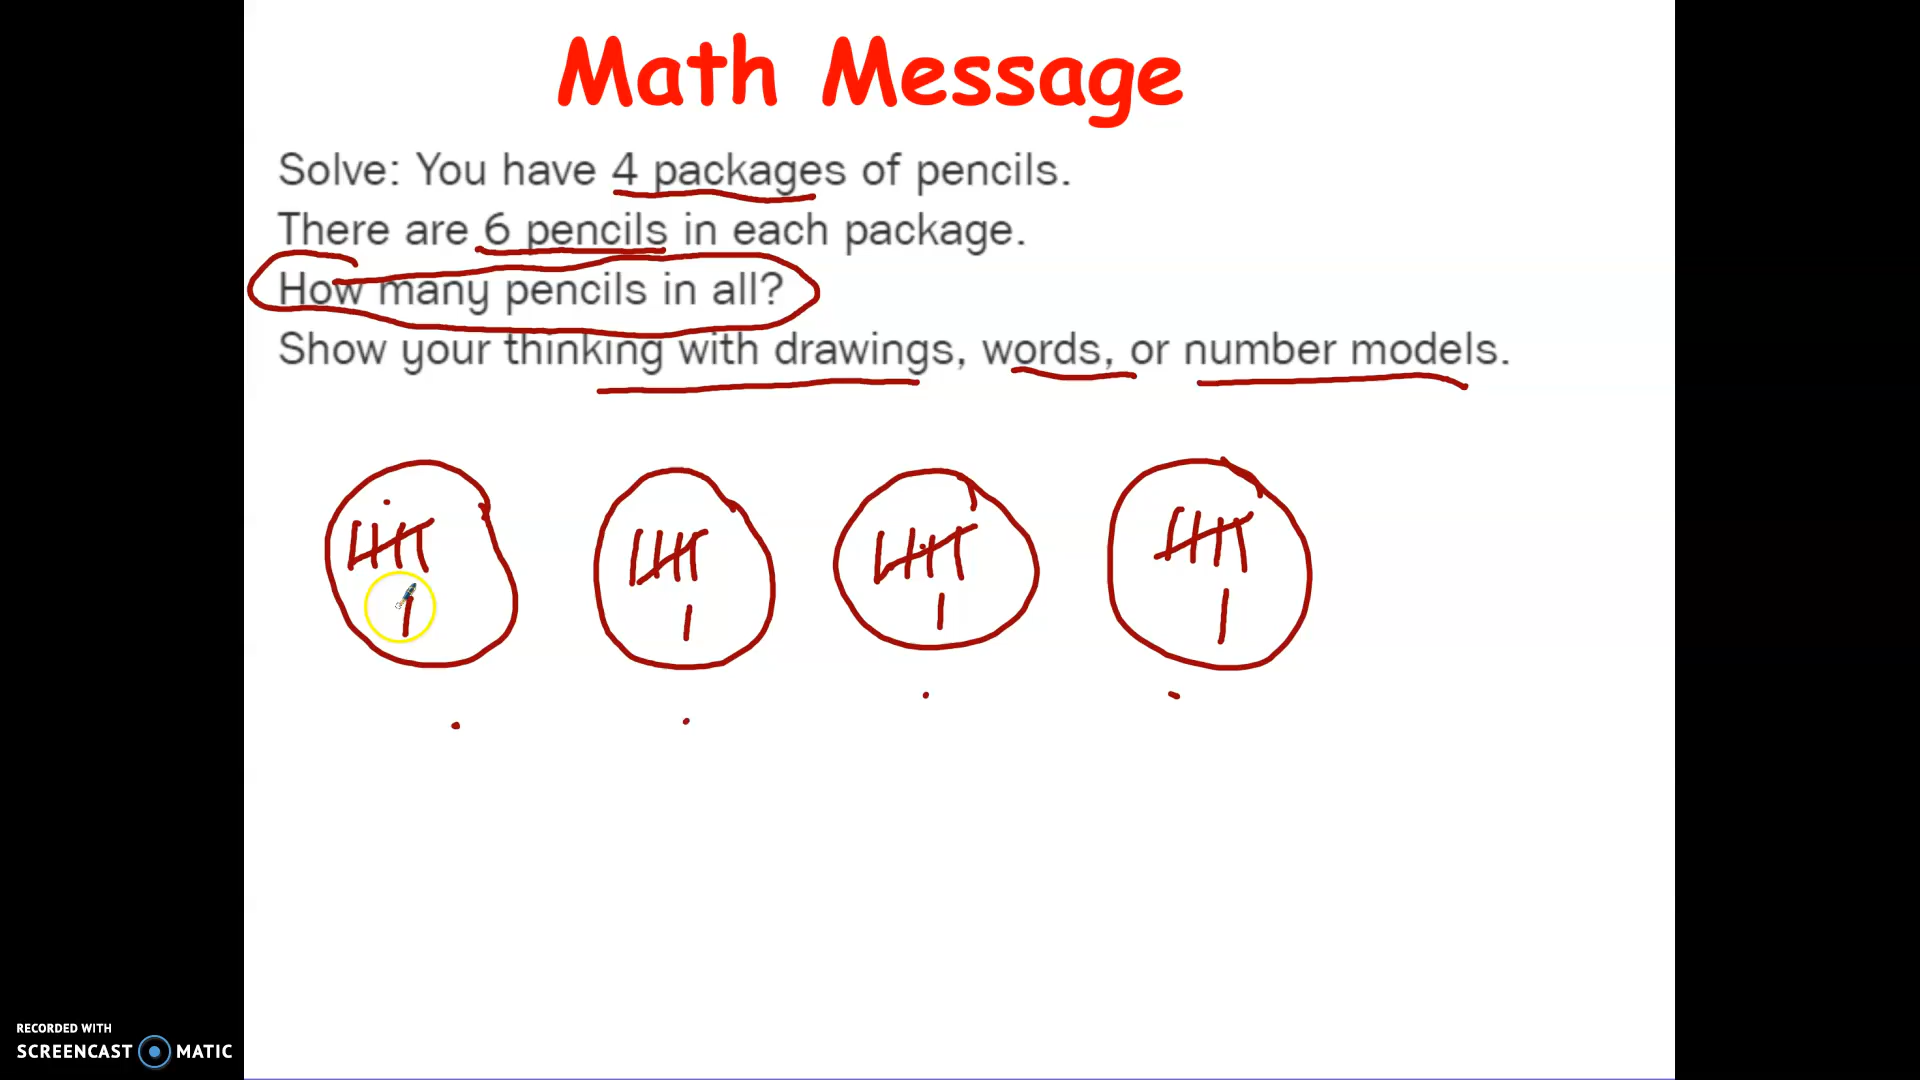 Math Message
Solve: You have 4 packages of pencils.
There are 6 pencils in each package.
How many pencils in all?
Show your thinking with drawings, words, or number models.
RECORDED WITH
SCREENCAST MATIC